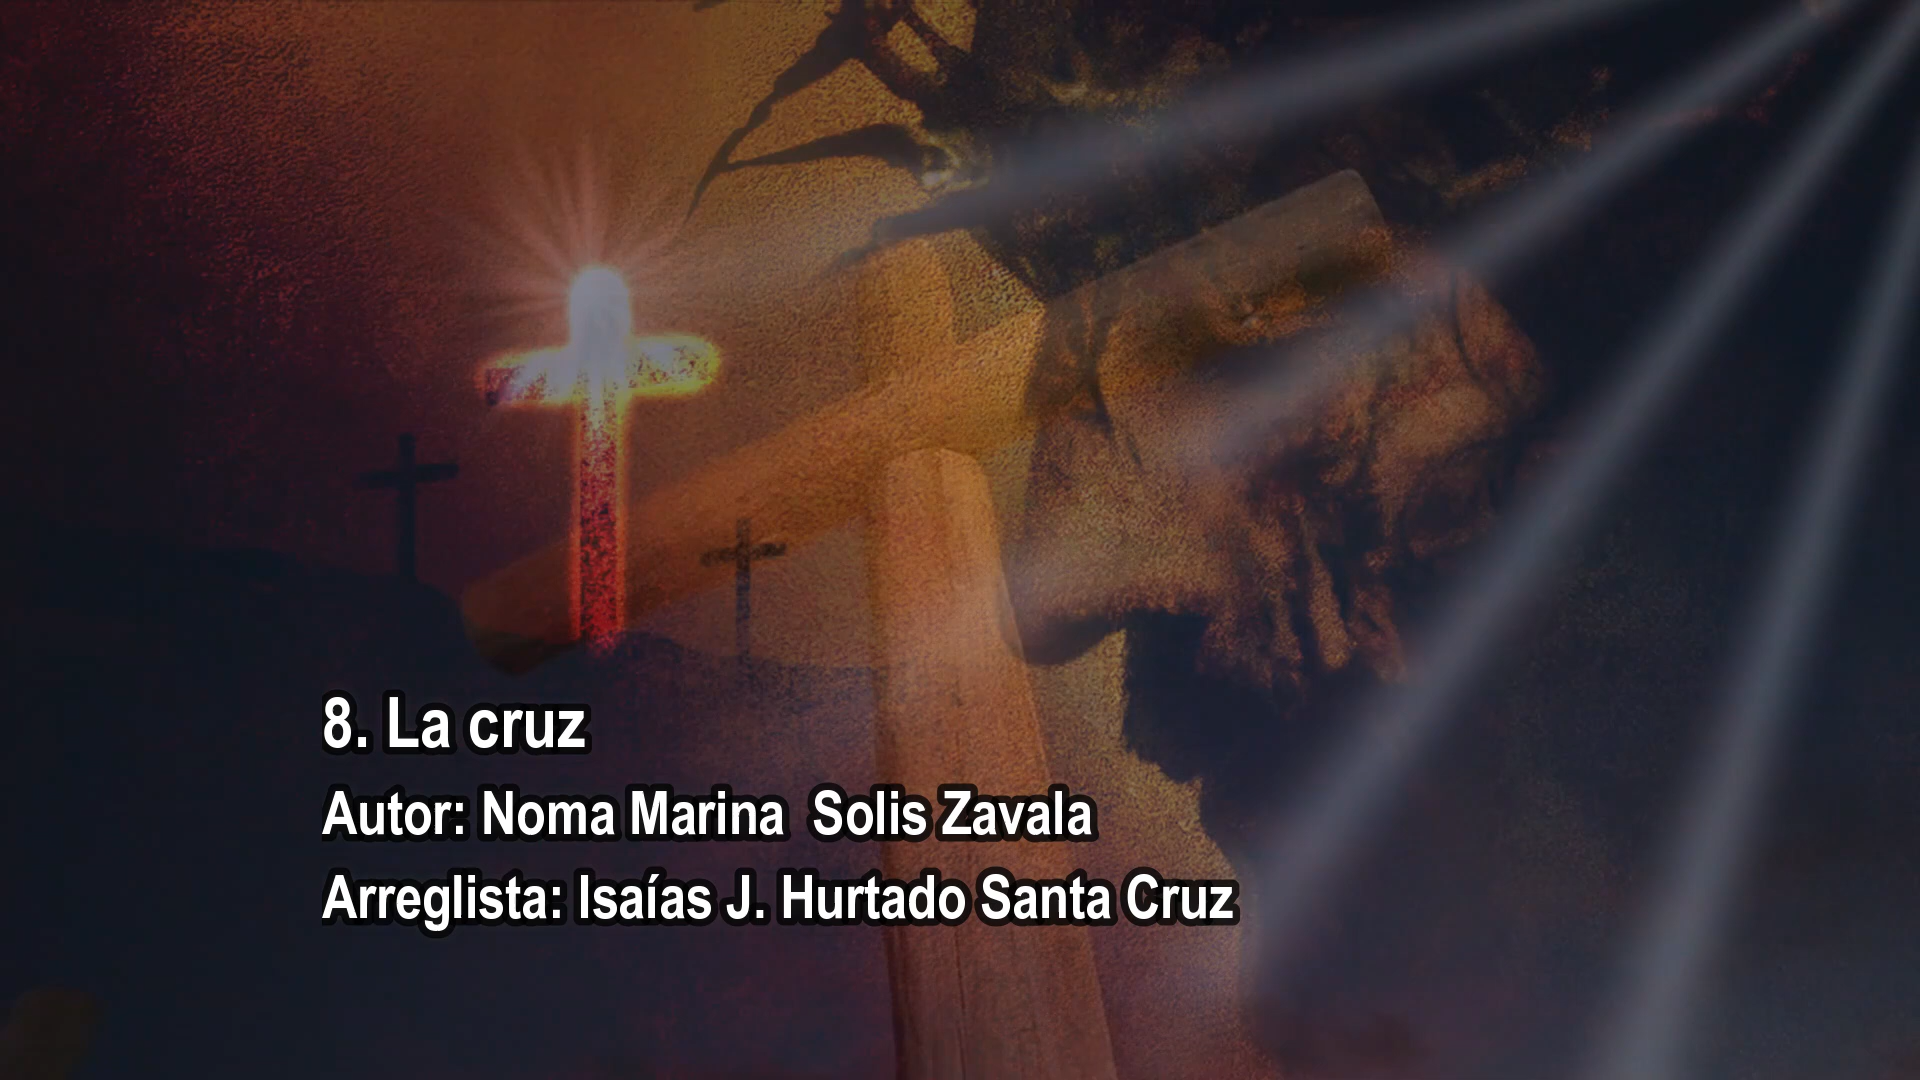 8. La cruz
Autor: Noma Marina  Solis Zavala
Arreglista: Isaías J. Hurtado Santa Cruz